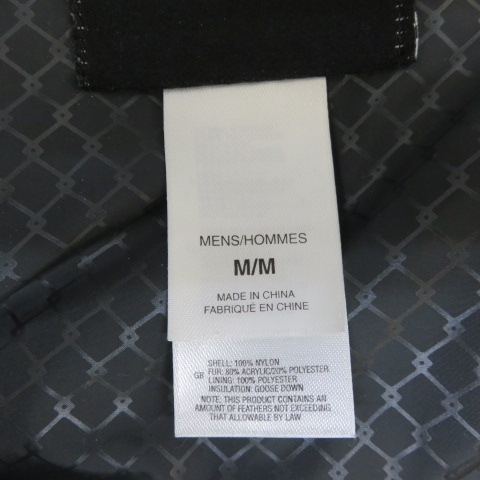 MENS/HOMMES
M/M
MADE IN CHINA
FABRIQUÉ EN CHINE
SHELL: 100% NYLON
GB FUR: 80% ACRYLIC/20% POLYESTER
LINING: 100% POLYESTER
INSULATION: GOOSE DOWN
NOTE: THIS PRODUCT CONTAINS AN
AMOUNT OF FEATHERS NOT EXCEEDING
THAT ALLOWABLE BY LAW